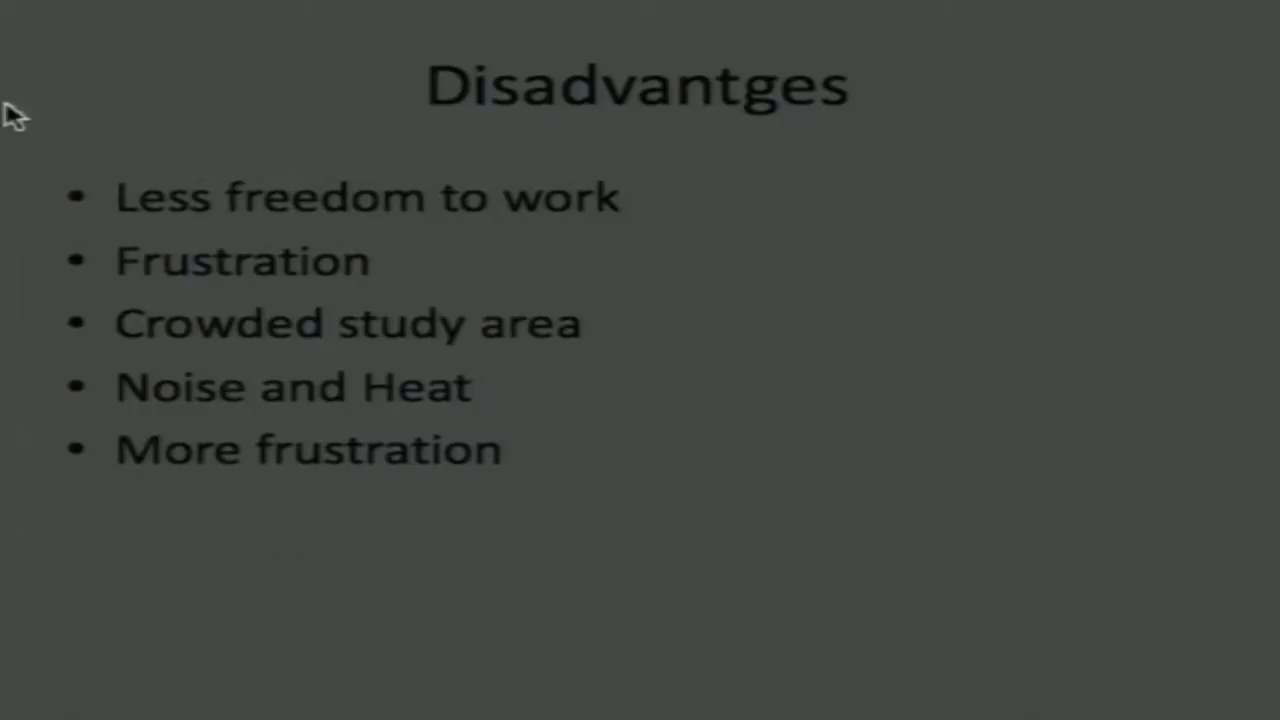 Disadvantges
• Less freedom to work
• Frustration
• Crowded study area
• Noise and Heat
• More frustration